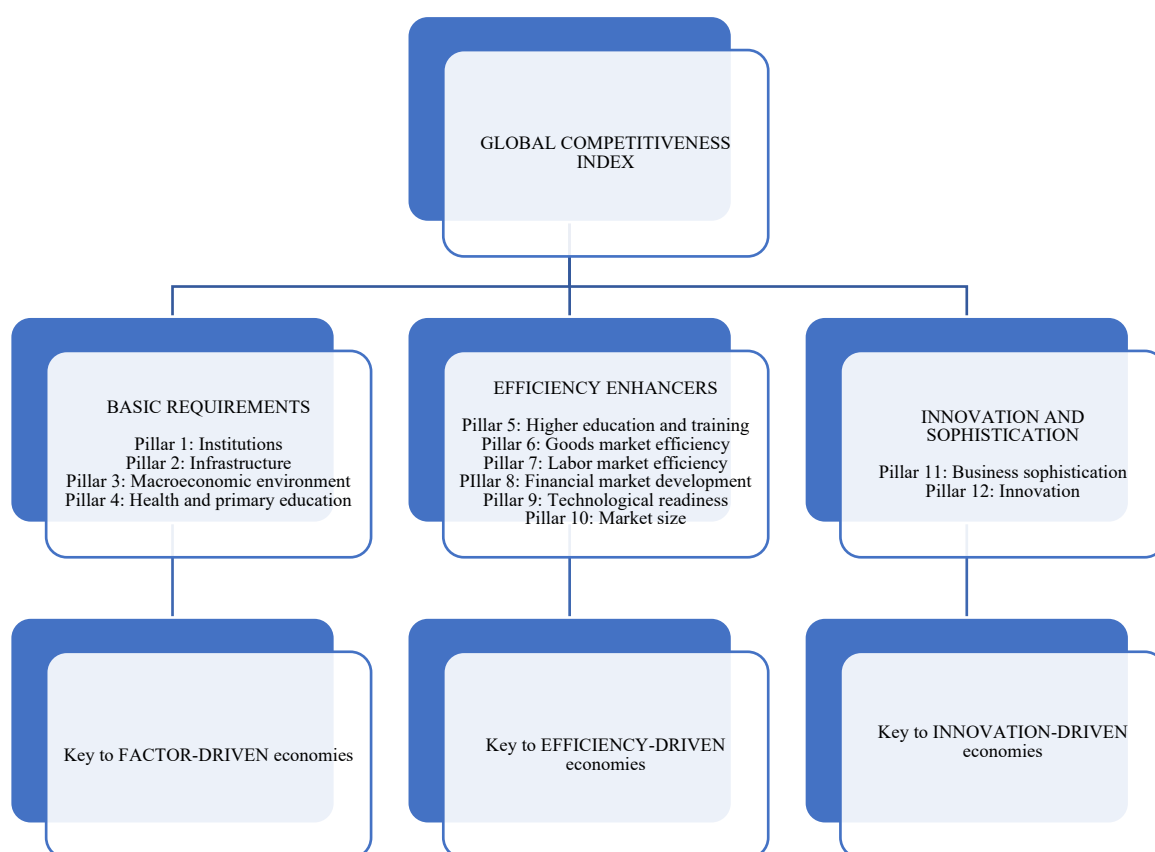 GLOBAL COMPETITIVENESS
INDEX
BASIC REQUIREMENTS
Pillar 1: Institutions
Pillar 2: Infrastructure
Pillar 3: Macroeconomic environment
Pillar 4: Health and primary education
EFFICIENCY ENHANCERS
Pillar 5: Higher education and training
Pillar 6: Goods market efficiency
Pillar 7: Labor market efficiency
PIllar 8: Financial market development
Pillar 9: Technological readiness
Pillar 10: Market size
INNOVATION AND
SOPHISTICATION
Pillar 11: Business sophistication
Pillar 12: Innovation
Key to FACTOR-DRIVEN economies
Key to EFFICIENCY-DRIVEN
economies
Key to INNOVATION-DRIVEN
economies